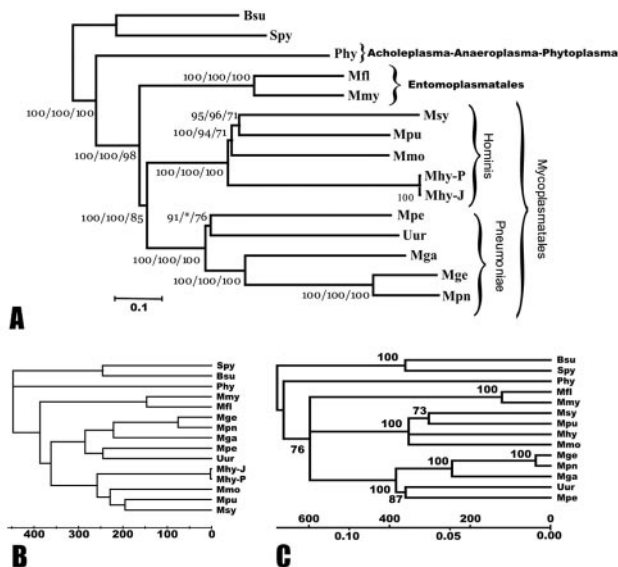 Bsu
Spy
Phy } Acholeplasma-Anaeroplasma-Phytoplasma
100/100/100 Mfl
Mmy
Entomoplasmatales
100/100/100
95/96/71 Msy
100/94/71 Mpu
100/100/98
Mmo
100/100/100
Mhy-P
100 Mhy-J
Hominis
Mycoplasmatales
100/100/85
91/*/76 Mpe
Uur
100/100/100
Mga
100/100/100
Mge
100/100/100 Mpn
Pneumoniae
0.1
A
Spy
Bsu
Phy
Mmy
Mfl
Mge
Mpn
Mga
Mpe
Uur
Mhy-J
Mhy-P
Mmo
Mpu
Msy
400 300 200 100 0
B
100 Bsu
Spy
Phy
100 Mfl
Mmy
73 Msy
Mpu
100 Mhy
Mmo
76
100 Mge
100 Mpn
Mga
100 Uur
87 Mpe
600 400 200 0
0.10 0.05 0.00
C